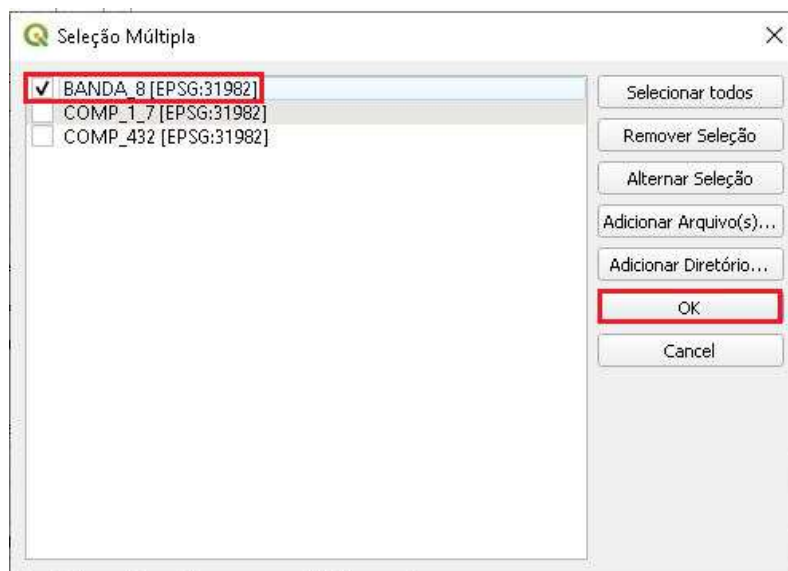 Seleção Múltipla
BANDA_8 [EPSG:31982]
COMP_1_7 [EPSG:31982]
COMP_432 [EPSG:31982]
Selecionar todos
Remover Seleção
Alternar Seleção
Adicionar Arquivo(s)...
Adicionar Diretório...
OK
Cancel